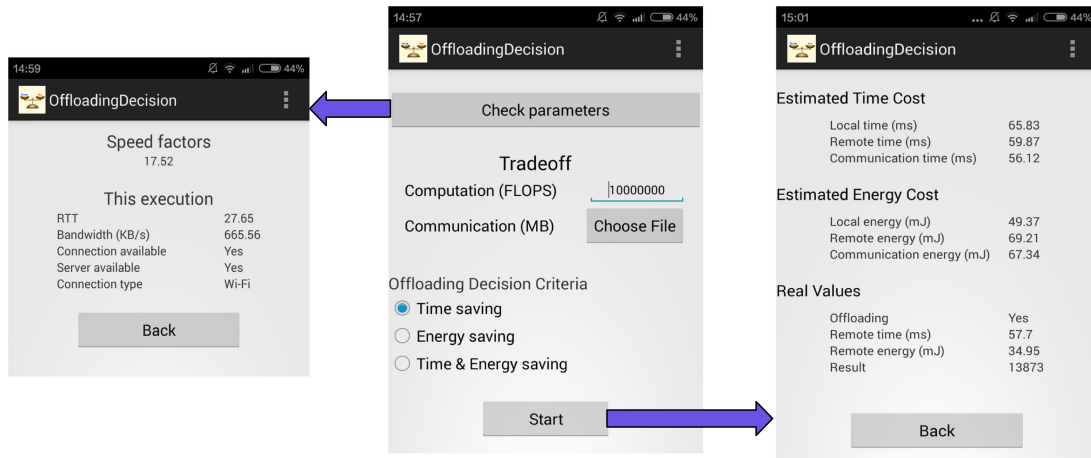 14:59 44%
OffloadingDecision
Speed factors
17.52
This execution
RTT 27.65
Bandwidth (KB/s) 665.56
Connection available Yes
Server available Yes
Connection type Wi-Fi
Back
14:57 44%
OffloadingDecision
Check parameters
Tradeoff
Computation (FLOPS) 10000000
Communication (MB) Choose File
Offloading Decision Criteria
Time saving
Energy saving
Time & Energy saving
Start
15:01 ... 44%
OffloadingDecision
Estimated Time Cost
Local time (ms) 65.83
Remote time (ms) 59.87
Communication time (ms) 56.12
Estimated Energy Cost
Local energy (mJ) 49.37
Remote energy (mJ) 69.21
Communication energy (mJ) 67.34
Real Values
Offloading Yes
Remote time (ms) 57.7
Remote energy (mJ) 34.95
Result 13873
Back